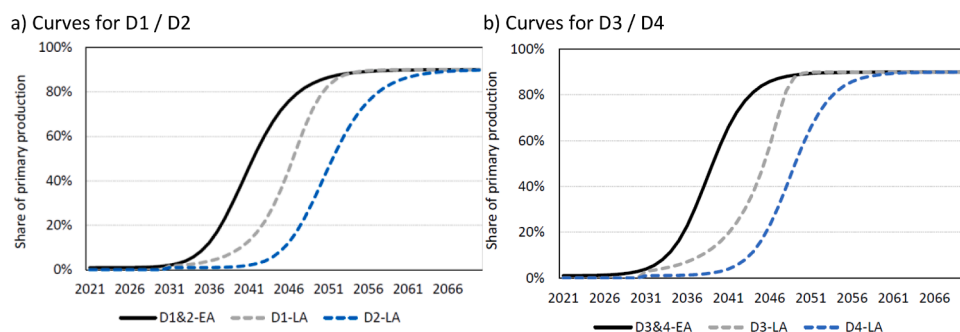 a) Curves for D1 / D2
b) Curves for D3 / D4
Share of primary production
100%
80%
60%
40%
20%
0%
2021 2026 2031 2036 2041 2046 2051 2056 2061 2066
D1&2-EA D1-LA D2-LA
Share of primary production
100%
80%
60%
40%
20%
0%
2021 2026 2031 2036 2041 2046 2051 2056 2061 2066
D3&4-EA D3-LA D4-LA